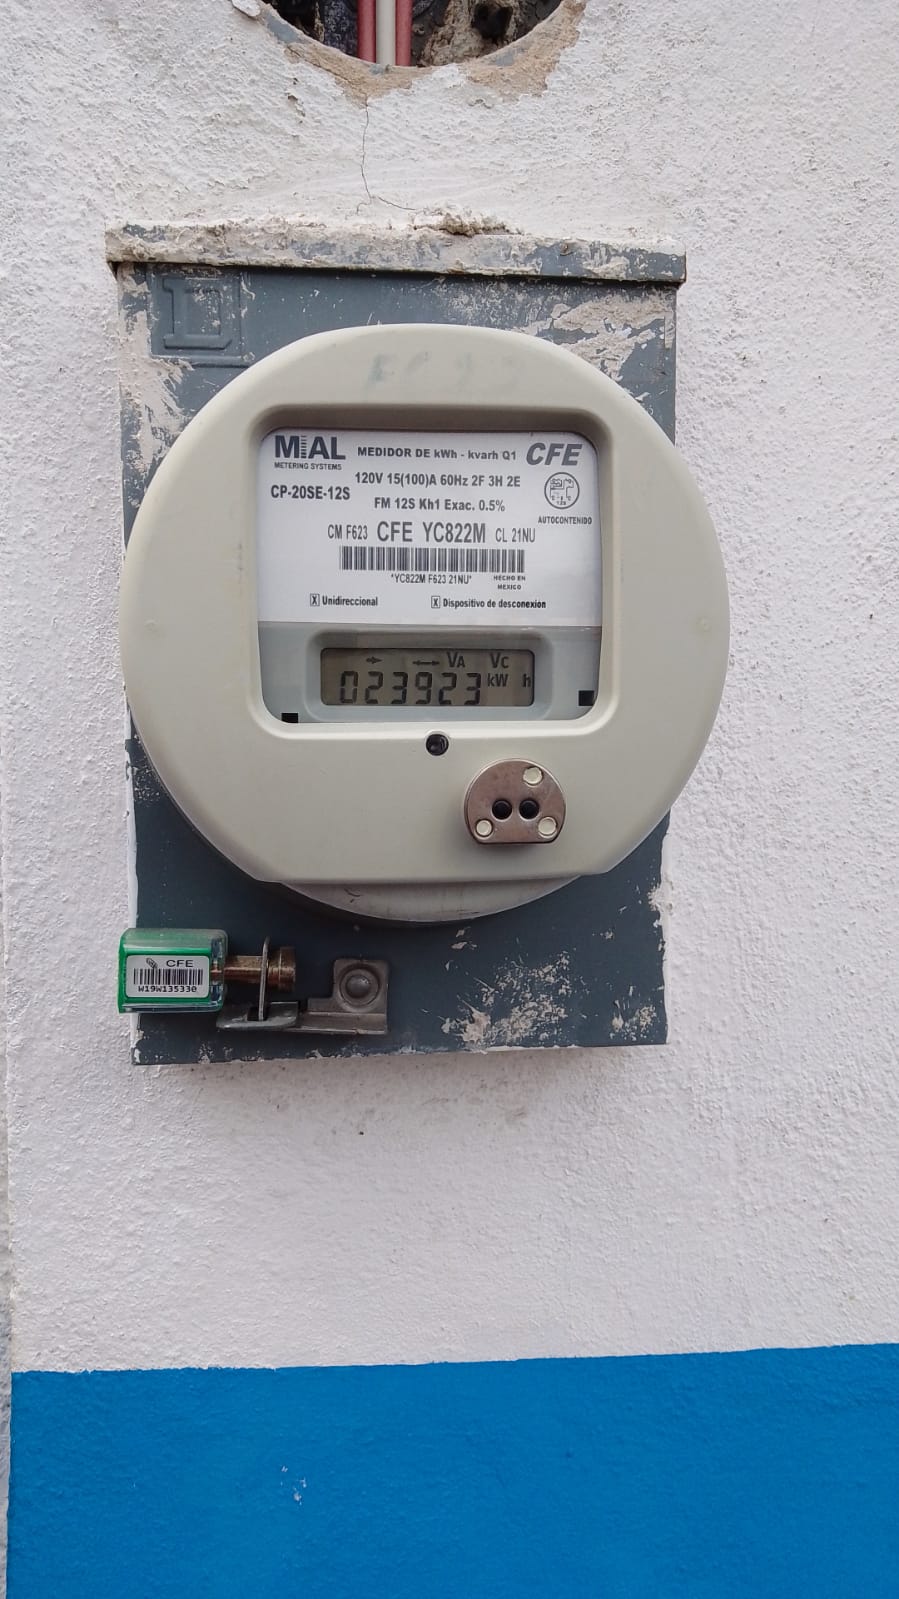 MIAL
METERING SYSTEMS
MEDIDOR DE kWh - kvarh Q1
CFE
120V 15(100)A 60Hz 2F 3H 2E
CP-20SE-12S
FM 12S Kh1 Exac. 0.5%
AUTOCONTENIDO
CM F623 CFE YC822M CL 21NU
*YC822M F623 21NU*
HECHO EN
MEXICO
X Unidireccional
X Dispositivo de desconexión
VA VC
023923 kW h
CFE
W19W13533